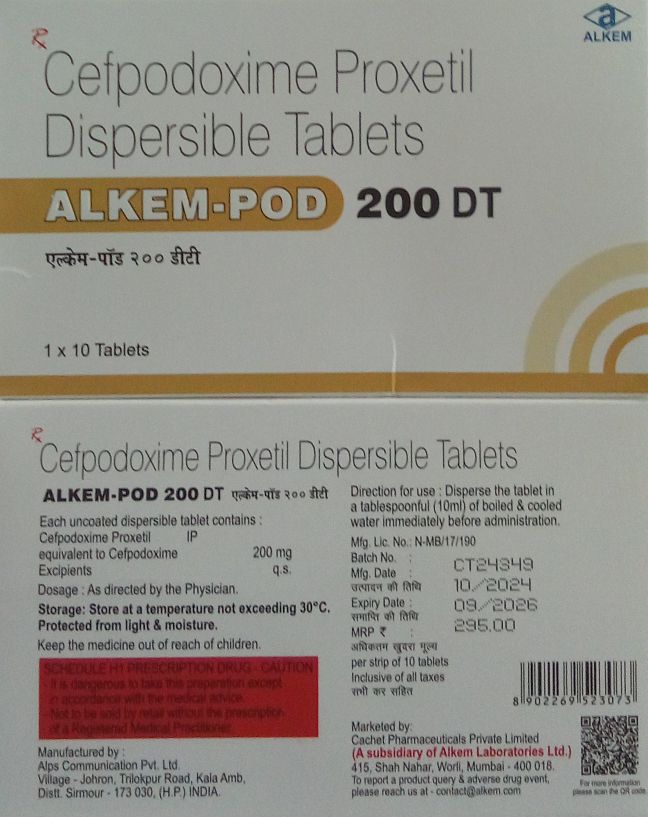 Rx
ALKEM
Cefpodoxime Proxetil
Dispersible Tablets
ALKEM-POD 200 DT
एल्केम-पॉड २०० डीटी
1 x 10 Tablets
Rx
Cefpodoxime Proxetil Dispersible Tablets
ALKEM-POD 200 DT एल्केम-पॉड २०० डीटी
Each uncoated dispersible tablet contains :
Cefpodoxime Proxetil IP
equivalent to Cefpodoxime 200 mg
Excipients q.s.
Dosage : As directed by the Physician.
Storage: Store at a temperature not exceeding 30°C.
Protected from light & moisture.
Keep the medicine out of reach of children.
SCHEDULE H1 PRESCRIPTION DRUG - CAUTION
- It is dangerous to take this preparation except
in accordance with the medical advice.
- Not to be sold by retail without the prescription
of a Registered Medical Practitioner.
Manufactured by :
Alps Communication Pvt. Ltd.
Village - Johron, Trilokpur Road, Kala Amb,
Distt. Sirmour - 173 030, (H.P.) INDIA.
Direction for use : Disperse the tablet in
a tablespoonful (10ml) of boiled & cooled
water immediately before administration.
Mfg. Lic. No.: N-MB/17/190
Batch No. : CT24349
Mfg. Date : 10/2024
उत्पादन की तिथि
Expiry Date : 09/2026
समाप्ति की तिथि
MRP ₹ : 295.00
अधिकतम खुदरा मूल्य
per strip of 10 tablets
Inclusive of all taxes
सभी कर सहित
8 902269 523073
Marketed by:
Cachet Pharmaceuticals Private Limited
(A subsidiary of Alkem Laboratories Ltd.)
415, Shah Nahar, Worli, Mumbai - 400 018.
To report a product query & adverse drug event,
please reach us at - contact@alkem.com
For more information
please scan the QR code